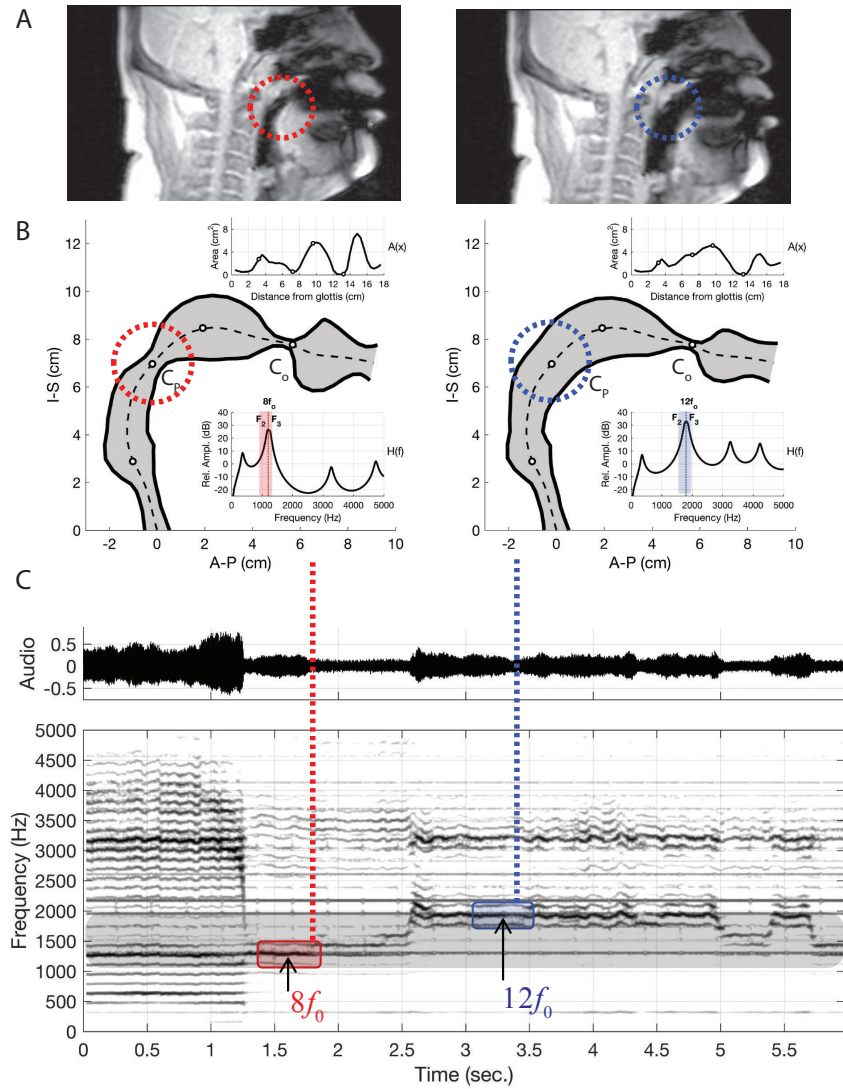 A
B
12
10
8
6
4
2
0
I-S (cm)
-2 0 2 4 6 8 10
A-P (cm)
Area (cm²)
8
4
0
0 2 4 6 8 10 12 14 16 18
Distance from glottis (cm)
A(x)
C_P
C_o
8f_o
F_2 F_3
Rel. Ampl. (dB)
40
30
20
10
0
-10
-20
0 1000 2000 3000 4000 5000
Frequency (Hz)
H(f)
12
10
8
6
4
2
0
I-S (cm)
-2 0 2 4 6 8 10
A-P (cm)
Area (cm²)
8
4
0
0 2 4 6 8 10 12 14 16 18
Distance from glottis (cm)
A(x)
C_P
C_o
12f_o
F_2 F_3
Rel. Ampl. (dB)
40
30
20
10
0
-10
-20
0 1000 2000 3000 4000 5000
Frequency (Hz)
H(f)
C
Audio
0.5
0
-0.5
5000
4500
4000
3500
3000
2500
2000
1500
1000
500
0
Frequency (Hz)
8f_0
12f_0
0 0.5 1 1.5 2 2.5 3 3.5 4 4.5 5 5.5
Time (sec.)